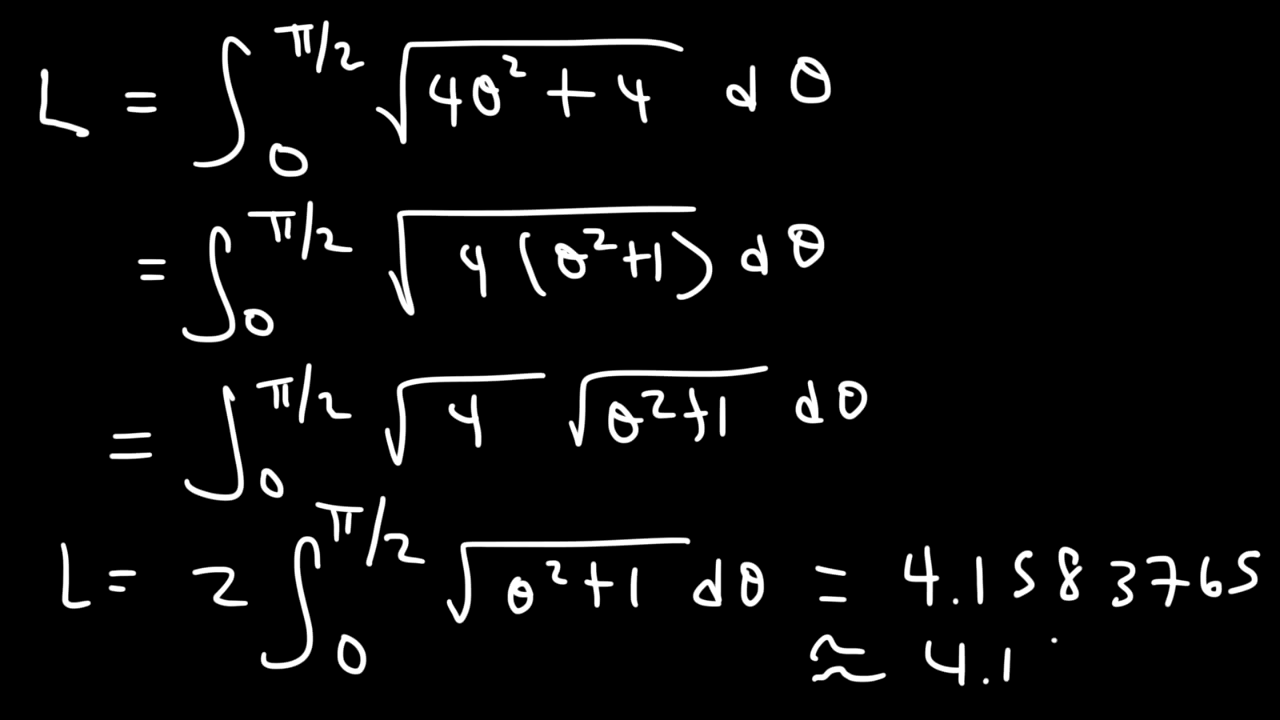 L = ∫₀^π/2 √(4θ² + 4) dθ
= ∫₀^π/2 √(4(θ²+1)) dθ
= ∫₀^π/2 √4 √(θ²+1) dθ
L = 2 ∫₀^π/2 √(θ²+1) dθ = 4.1583765
≈ 4.1